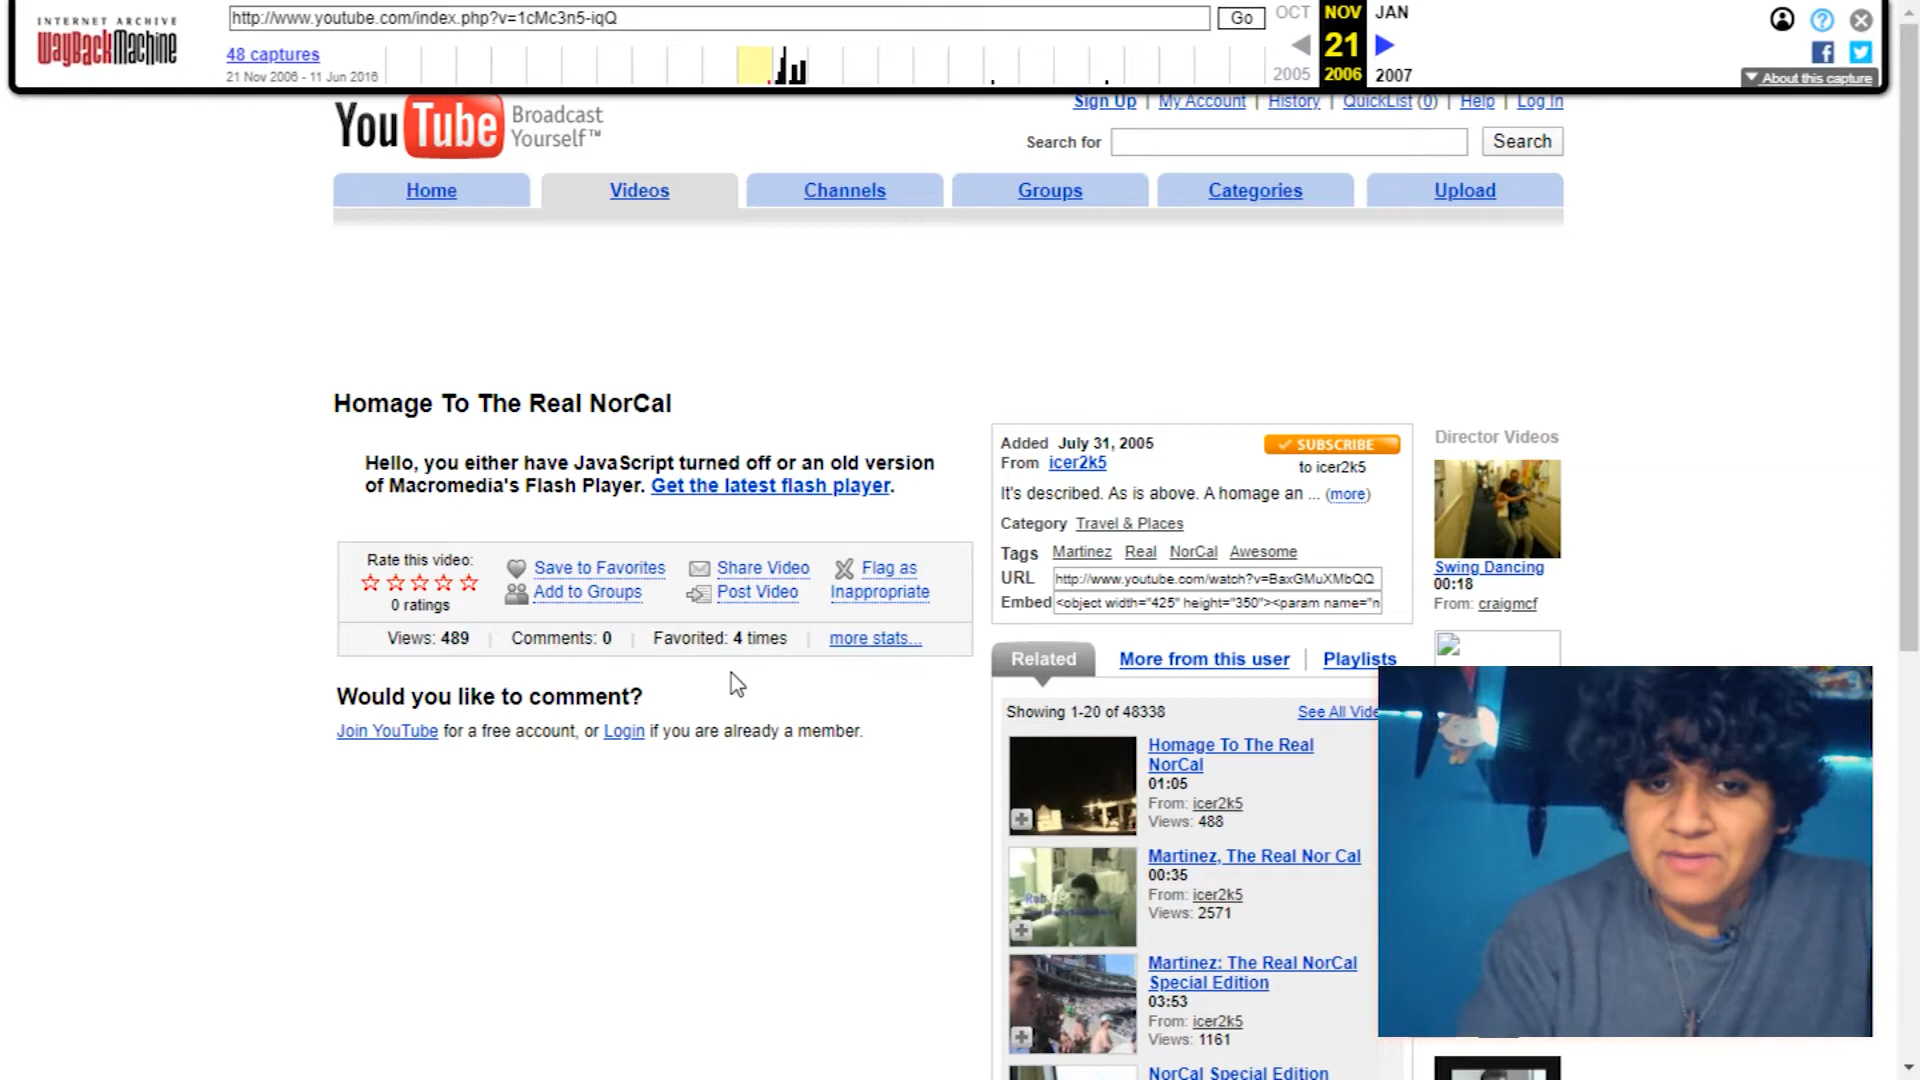 INTERNET ARCHIVE
WayBackMachine
http://www.youtube.com/index.php?v=1cMc3n5-iqQ
Go
OCT
NOV
JAN
48 captures
21
21 Nov 2006 - 11 Jun 2016
2005
2006
2007
About this capture
YouTube
Broadcast
Yourself™
Sign Up | My Account | History | QuickList (0) | Help | Log In
Search for
Search
Home
Videos
Channels
Groups
Categories
Upload
Homage To The Real NorCal
Hello, you either have JavaScript turned off or an old version
of Macromedia's Flash Player. Get the latest flash player.
Rate this video:
0 ratings
Save to Favorites
Add to Groups
Share Video
Post Video
Flag as
Inappropriate
Views: 489 | Comments: 0 | Favorited: 4 times | more stats...
Would you like to comment?
Join YouTube for a free account, or Login if you are already a member.
Added July 31, 2005
From icer2k5
SUBSCRIBE
to icer2k5
It's described. As is above. A homage an ... (more)
Category Travel & Places
Tags Martinez Real NorCal Awesome
URL http://www.youtube.com/watch?v=BaxGMuXMbQQ
Embed <object width="425" height="350"><param name="n
Related
More from this user | Playlists
Showing 1-20 of 48338
See All Vide
Homage To The Real
NorCal
01:05
From: icer2k5
Views: 488
Rob
Martinez, The Real Nor Cal
00:35
From: icer2k5
Views: 2571
Martinez: The Real NorCal
Special Edition
03:53
From: icer2k5
Views: 1161
NorCal Special Edition
Director Videos
Swing Dancing
00:18
From: craigmcf